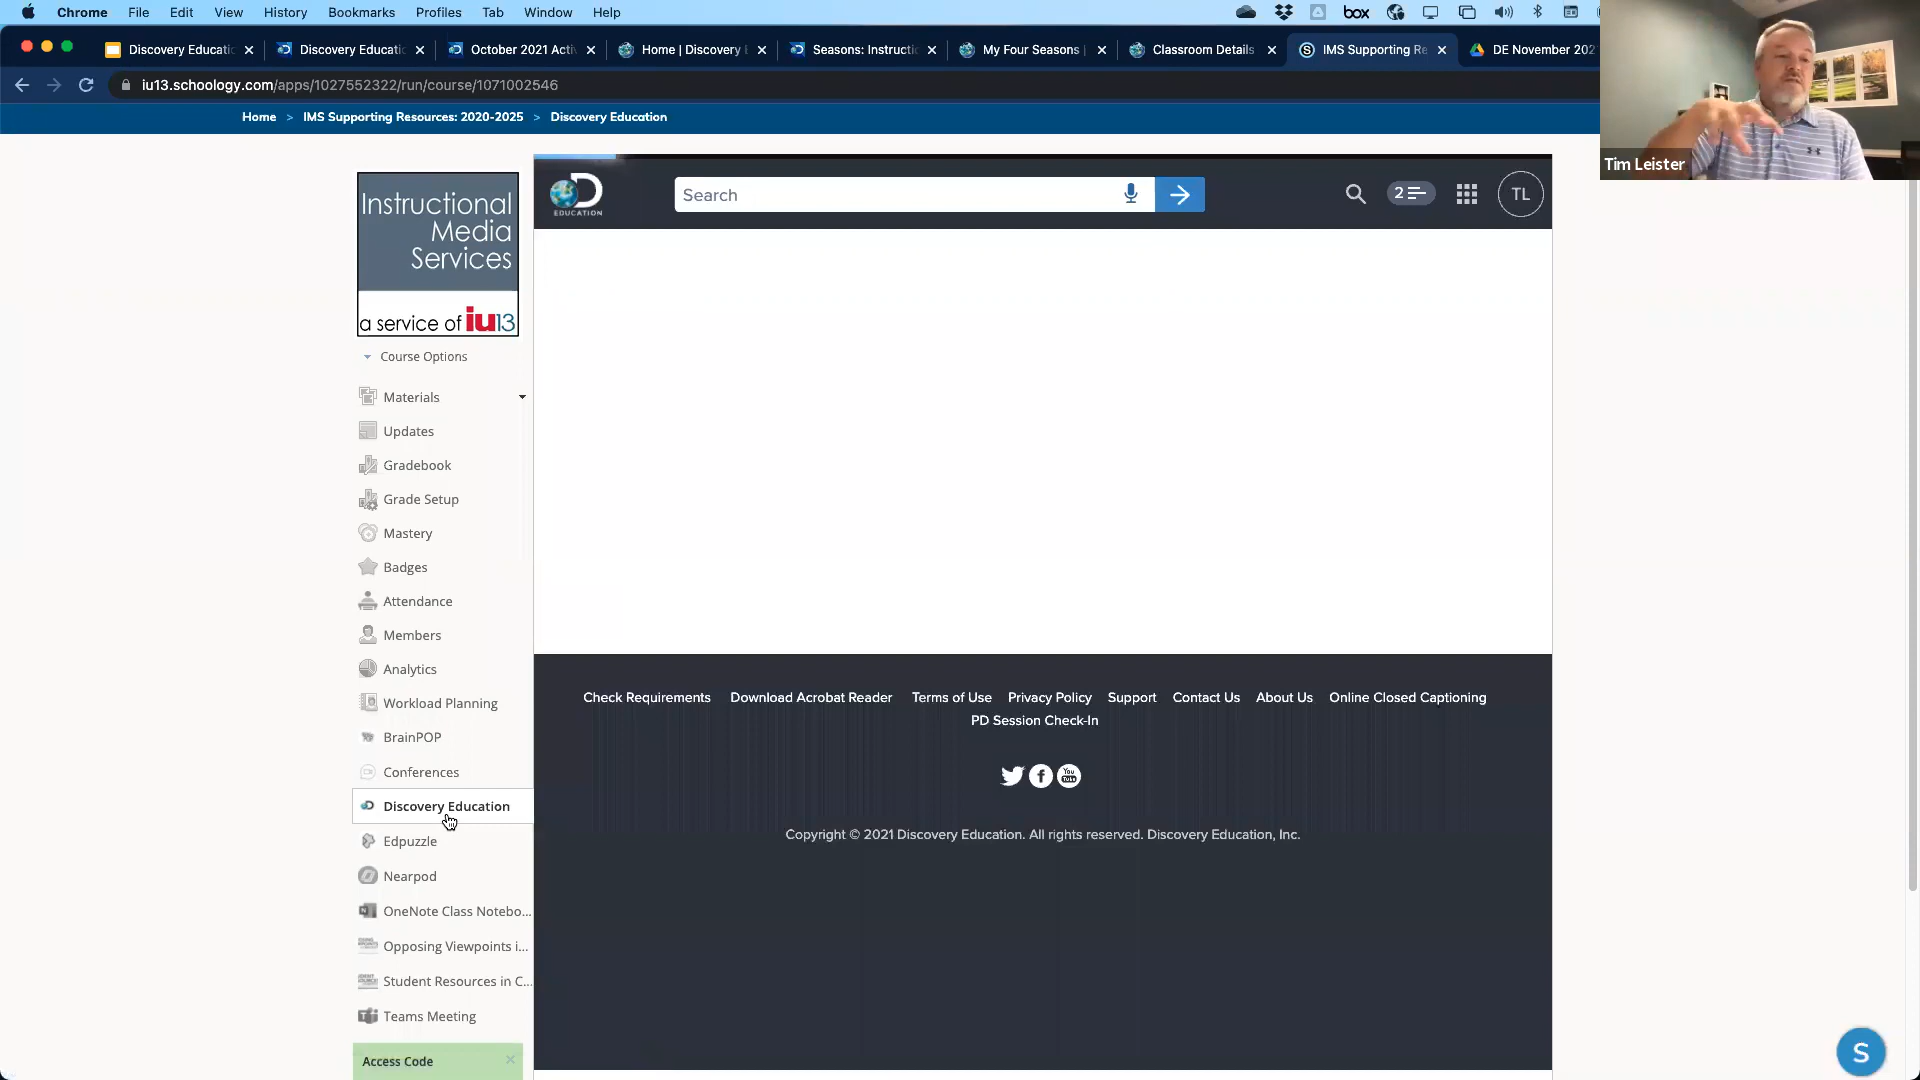 Chrome File Edit View History Bookmarks Profiles Tab Window Help
box
Discovery Educatio
Discovery Educatio
October 2021 Acti
Home | Discovery E
Seasons: Instructio
My Four Seasons |
Classroom Details
IMS Supporting Re
DE November 202
iu13.schoology.com/apps/1027552322/run/course/1071002546
Home > IMS Supporting Resources: 2020-2025 > Discovery Education
Tim Leister
Instructional
Media
Services
a service of iu13
EDUCATION
Search
2
TL
Course Options
Materials
Updates
Gradebook
Grade Setup
Mastery
Badges
Attendance
Members
Analytics
Workload Planning
BrainPOP
Conferences
Discovery Education
Edpuzzle
Nearpod
OneNote Class Notebo...
Opposing Viewpoints i...
Student Resources in C...
Teams Meeting
Access Code
Check Requirements Download Acrobat Reader Terms of Use Privacy Policy Support Contact Us About Us Online Closed Captioning
PD Session Check-In
You
Tube
Copyright © 2021 Discovery Education. All rights reserved. Discovery Education, Inc.
S